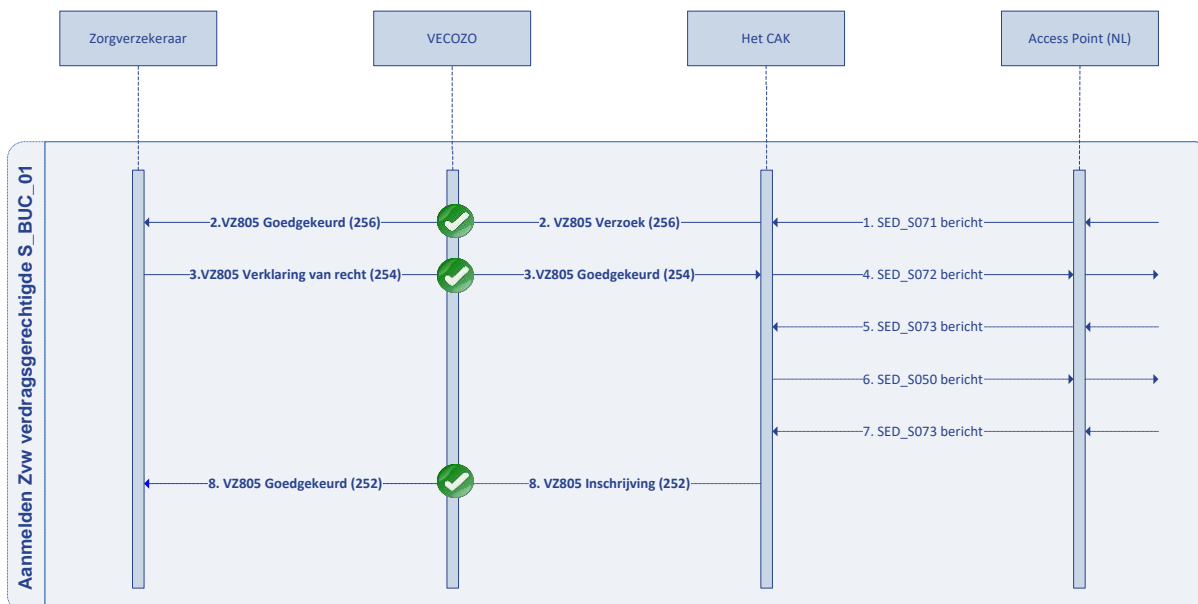 Zorgverzekeraar
VECOZO
Het CAK
Access Point (NL)
Aanmelden Zvw verdragsgerechtigde S_BUC_01
2.VZ805 Goedgekeurd (256)
2. VZ805 Verzoek (256)
1. SED_S071 bericht
3.VZ805 Verklaring van recht (254)
3.VZ805 Goedgekeurd (254)
4. SED_S072 bericht
5. SED_S073 bericht
6. SED_S050 bericht
7. SED_S073 bericht
8. VZ805 Goedgekeurd (252)
8. VZ805 Inschrijving (252)